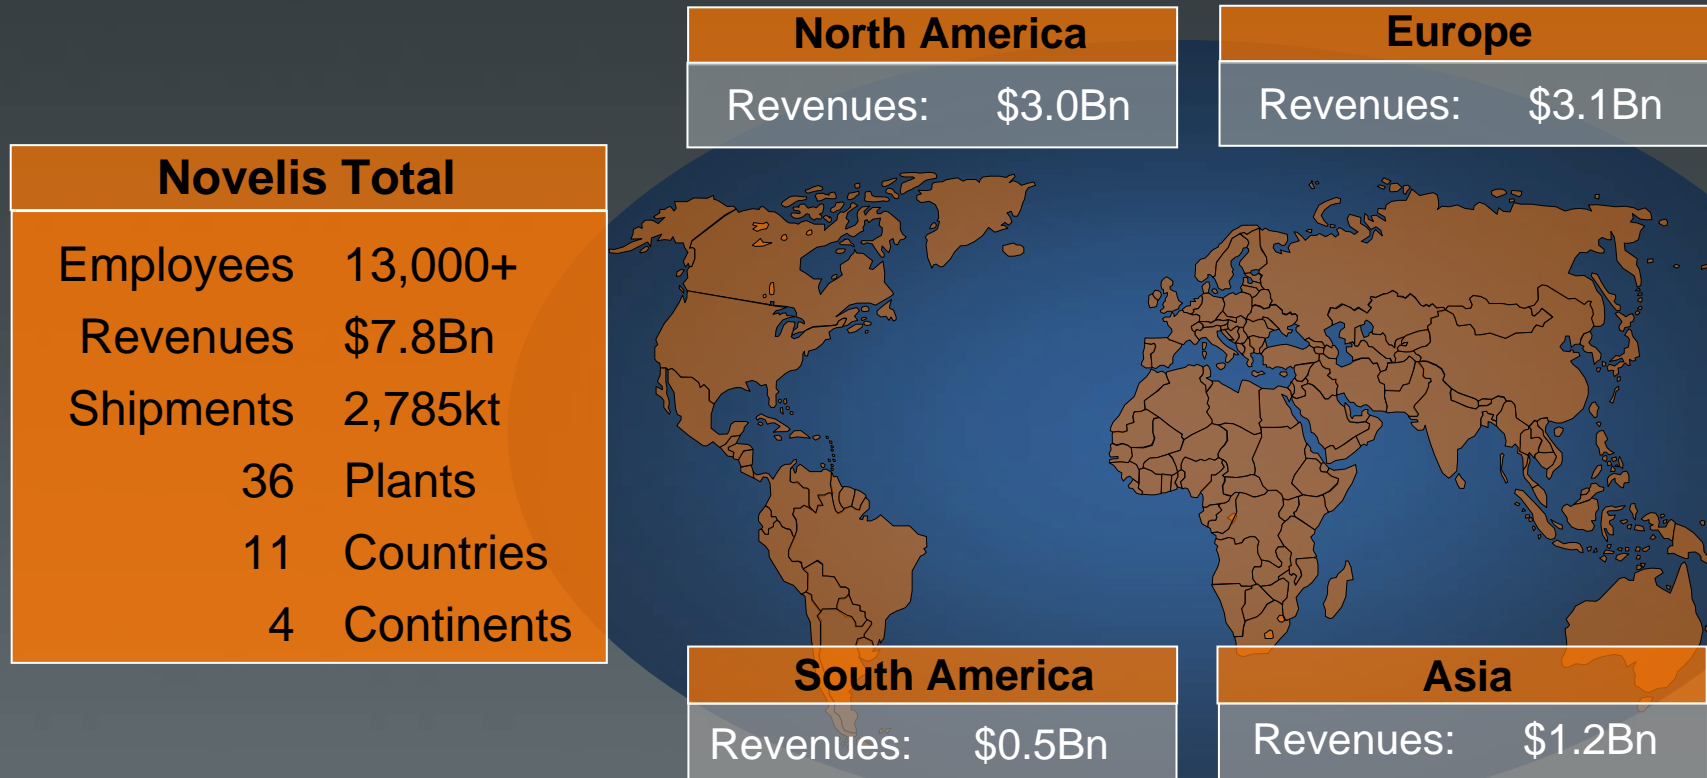 North America
Revenues: $3.0Bn
Europe
Revenues: $3.1Bn
Novelis Total
Employees 13,000+
Revenues $7.8Bn
Shipments 2,785kt
36 Plants
11 Countries
4 Continents
South America
Revenues: $0.5Bn
Asia
Revenues: $1.2Bn